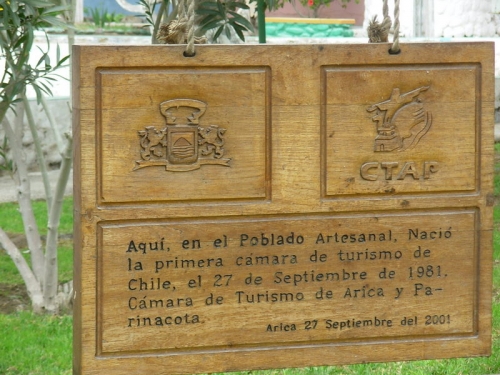 CTAP
Aquí, en el Poblado Artesanal, Nació
la primera cámara de turismo de
Chile, el 27 de Septiembre de 1981.
Cámara de Turismo de Arica y Pa-
rinacota.
Arica 27 Septiembre del 2001